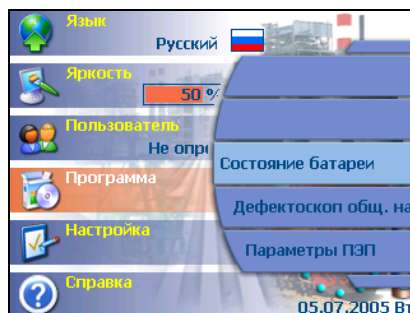 Язык
Русский
Яркость
50 %
Пользователь
Не опре
Состояние батареи
Программа
Дефектоскоп общ. на
Настройка
Параметры ПЭП
Справка
05.07.2005 Вт